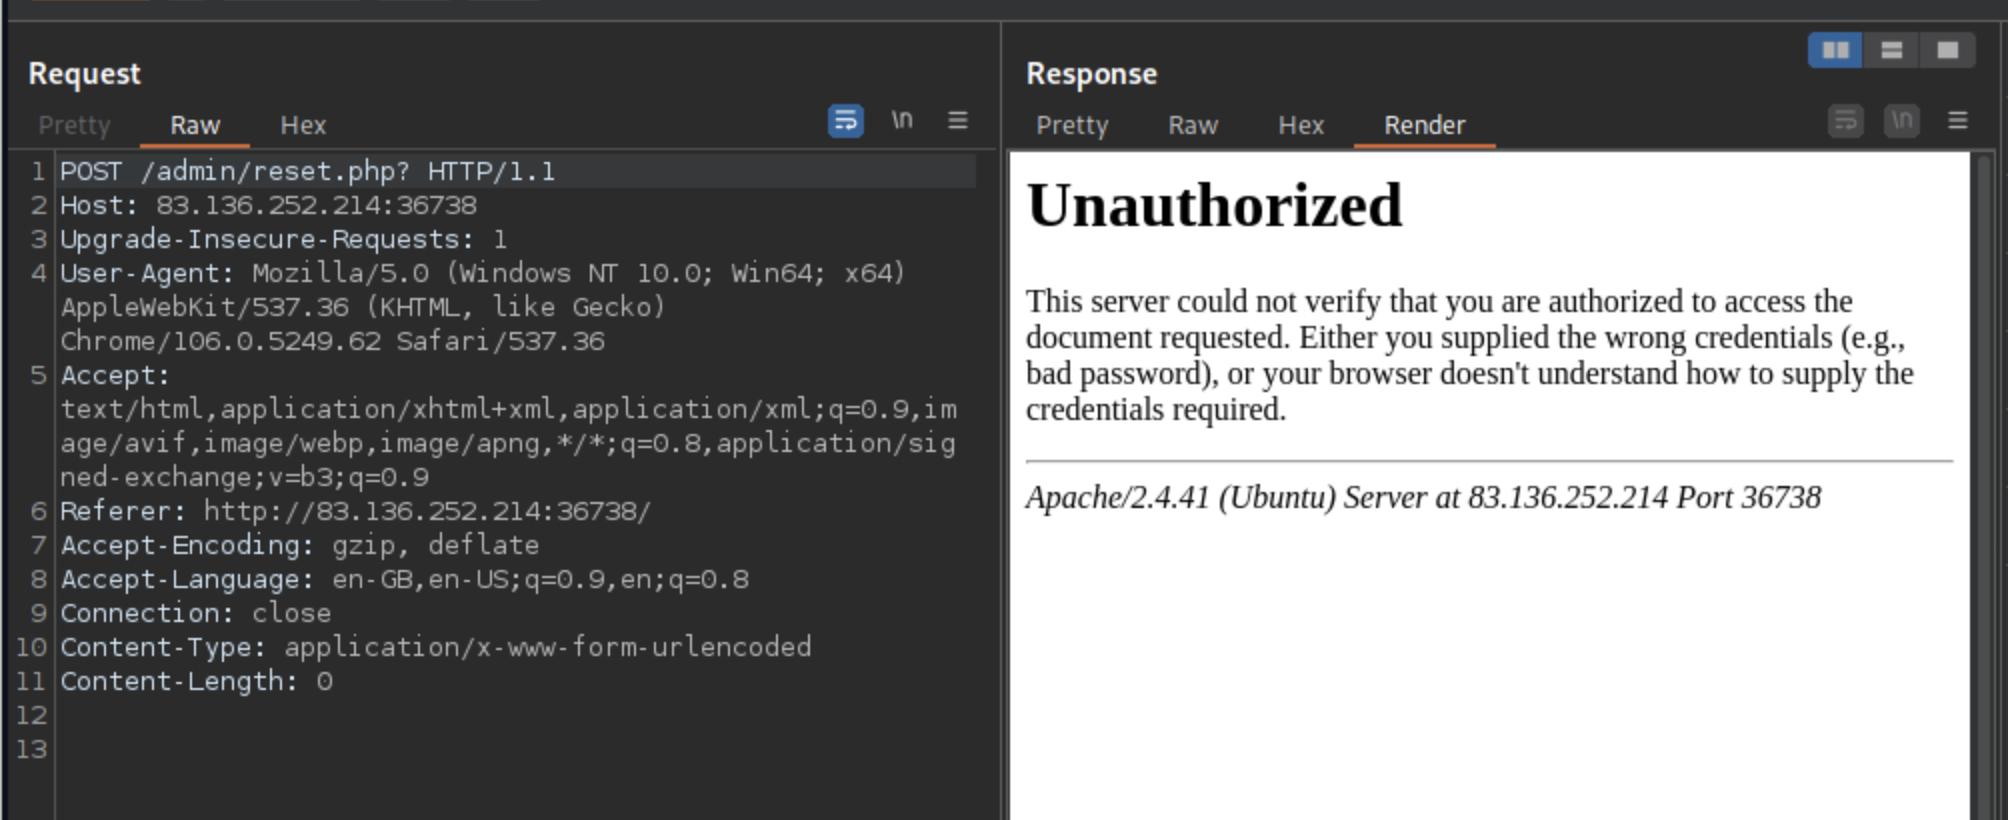 Request
Pretty Raw Hex \n
1 POST /admin/reset.php? HTTP/1.1
2 Host: 83.136.252.214:36738
3 Upgrade-Insecure-Requests: 1
4 User-Agent: Mozilla/5.0 (Windows NT 10.0; Win64; x64)
AppleWebKit/537.36 (KHTML, like Gecko)
Chrome/106.0.5249.62 Safari/537.36
5 Accept:
text/html,application/xhtml+xml,application/xml;q=0.9,im
age/avif,image/webp,image/apng,*/*;q=0.8,application/sig
ned-exchange;v=b3;q=0.9
6 Referer: http://83.136.252.214:36738/
7 Accept-Encoding: gzip, deflate
8 Accept-Language: en-GB,en-US;q=0.9,en;q=0.8
9 Connection: close
10 Content-Type: application/x-www-form-urlencoded
11 Content-Length: 0
12
13
Response
Pretty Raw Hex Render \n
Unauthorized
This server could not verify that you are authorized to access the
document requested. Either you supplied the wrong credentials (e.g.,
bad password), or your browser doesn't understand how to supply the
credentials required.
Apache/2.4.41 (Ubuntu) Server at 83.136.252.214 Port 36738